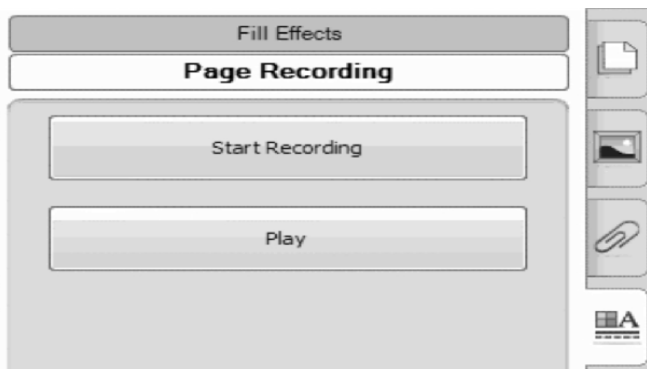 Fill Effects
Page Recording
Start Recording
Play
A